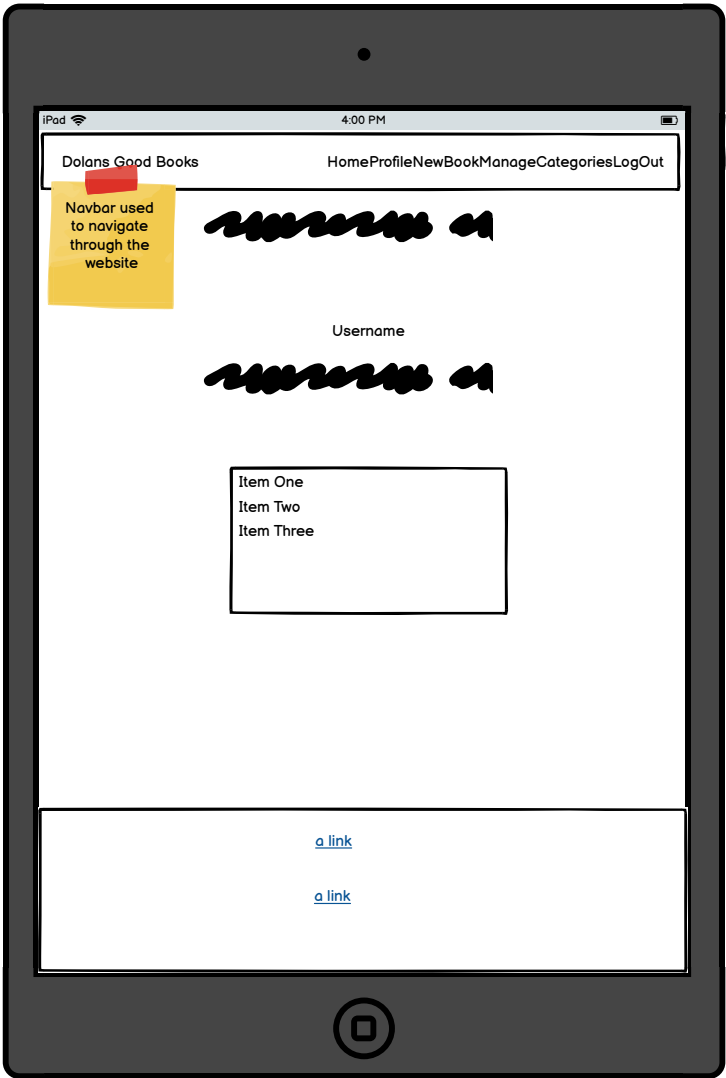 iPad 4:00 PM
Dolans Good Books HomeProfileNewBookManageCategoriesLogOut
Navbar used
to navigate
through the
website
Username
Item One
Item Two
Item Three
a link
a link